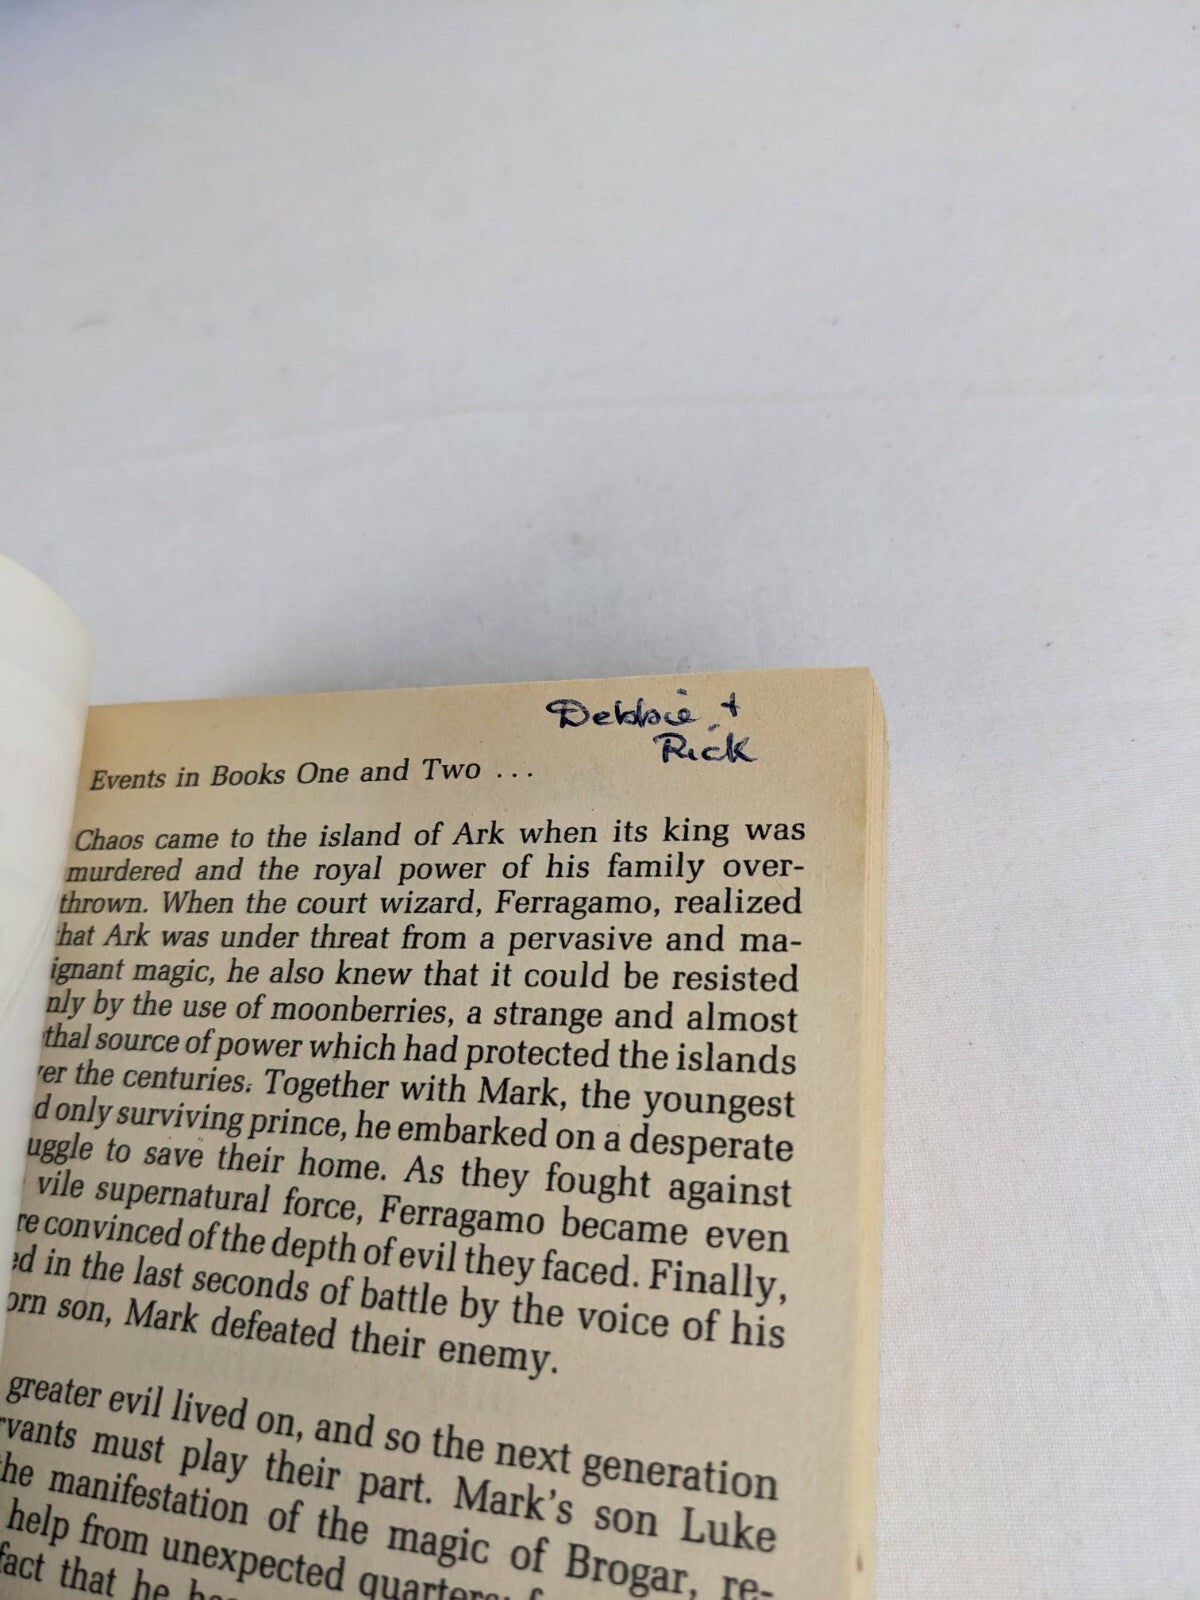 Debbie +
Rick
Events in Books One and Two ...
Chaos came to the island of Ark when its king was
murdered and the royal power of his family over-
thrown. When the court wizard, Ferragamo, realized
hat Ark was under threat from a pervasive and ma-
ignant magic, he also knew that it could be resisted
nly by the use of moonberries, a strange and almost
thal source of power which had protected the islands
er the centuries. Together with Mark, the youngest
d only surviving prince, he embarked on a desperate
uggle to save their home. As they fought against
vile supernatural force, Ferragamo became even
re convinced of the depth of evil they faced. Finally,
ed in the last seconds of battle by the voice of his
orn son, Mark defeated their enemy.
greater evil lived on, and so the next generation
rvants must play their part. Mark's son Luke
he manifestation of the magic of Brogar, re-
help from unexpected quarters;
fact that he